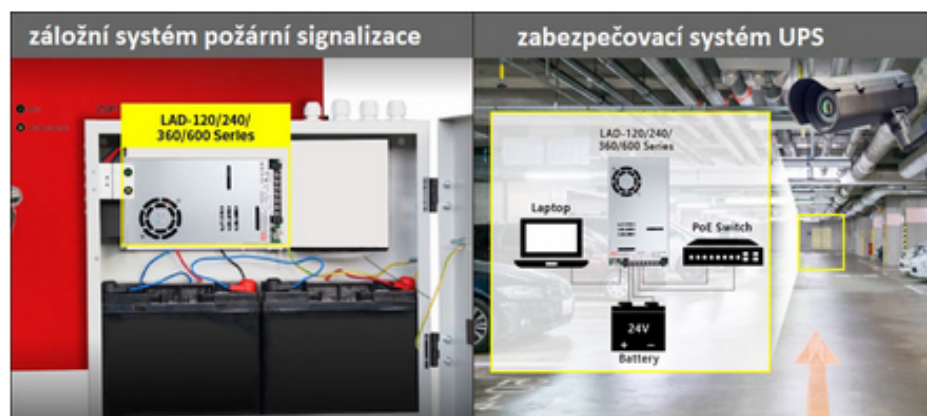 záložní systém požární signalizace
LAD-120/240/
360/600 Series
zabezpečovací systém UPS
LAD-120/240/
360/600 Series
Laptop
PoE Switch
24V
+ −
Battery